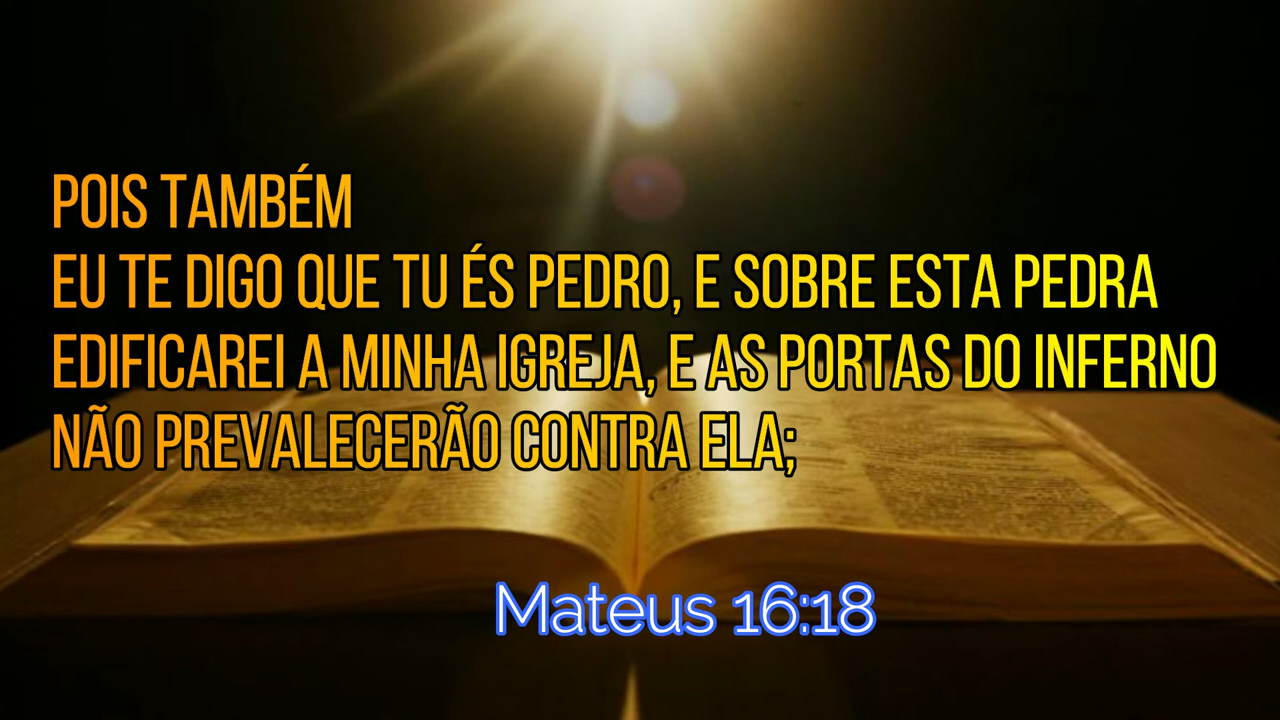 POIS TAMBÉM
EU TE DIGO QUE TU ÉS PEDRO, E SOBRE ESTA PEDRA
EDIFICAREI A MINHA IGREJA, E AS PORTAS DO INFERNO
NÃO PREVALECERÃO CONTRA ELA;
Mateus 16:18